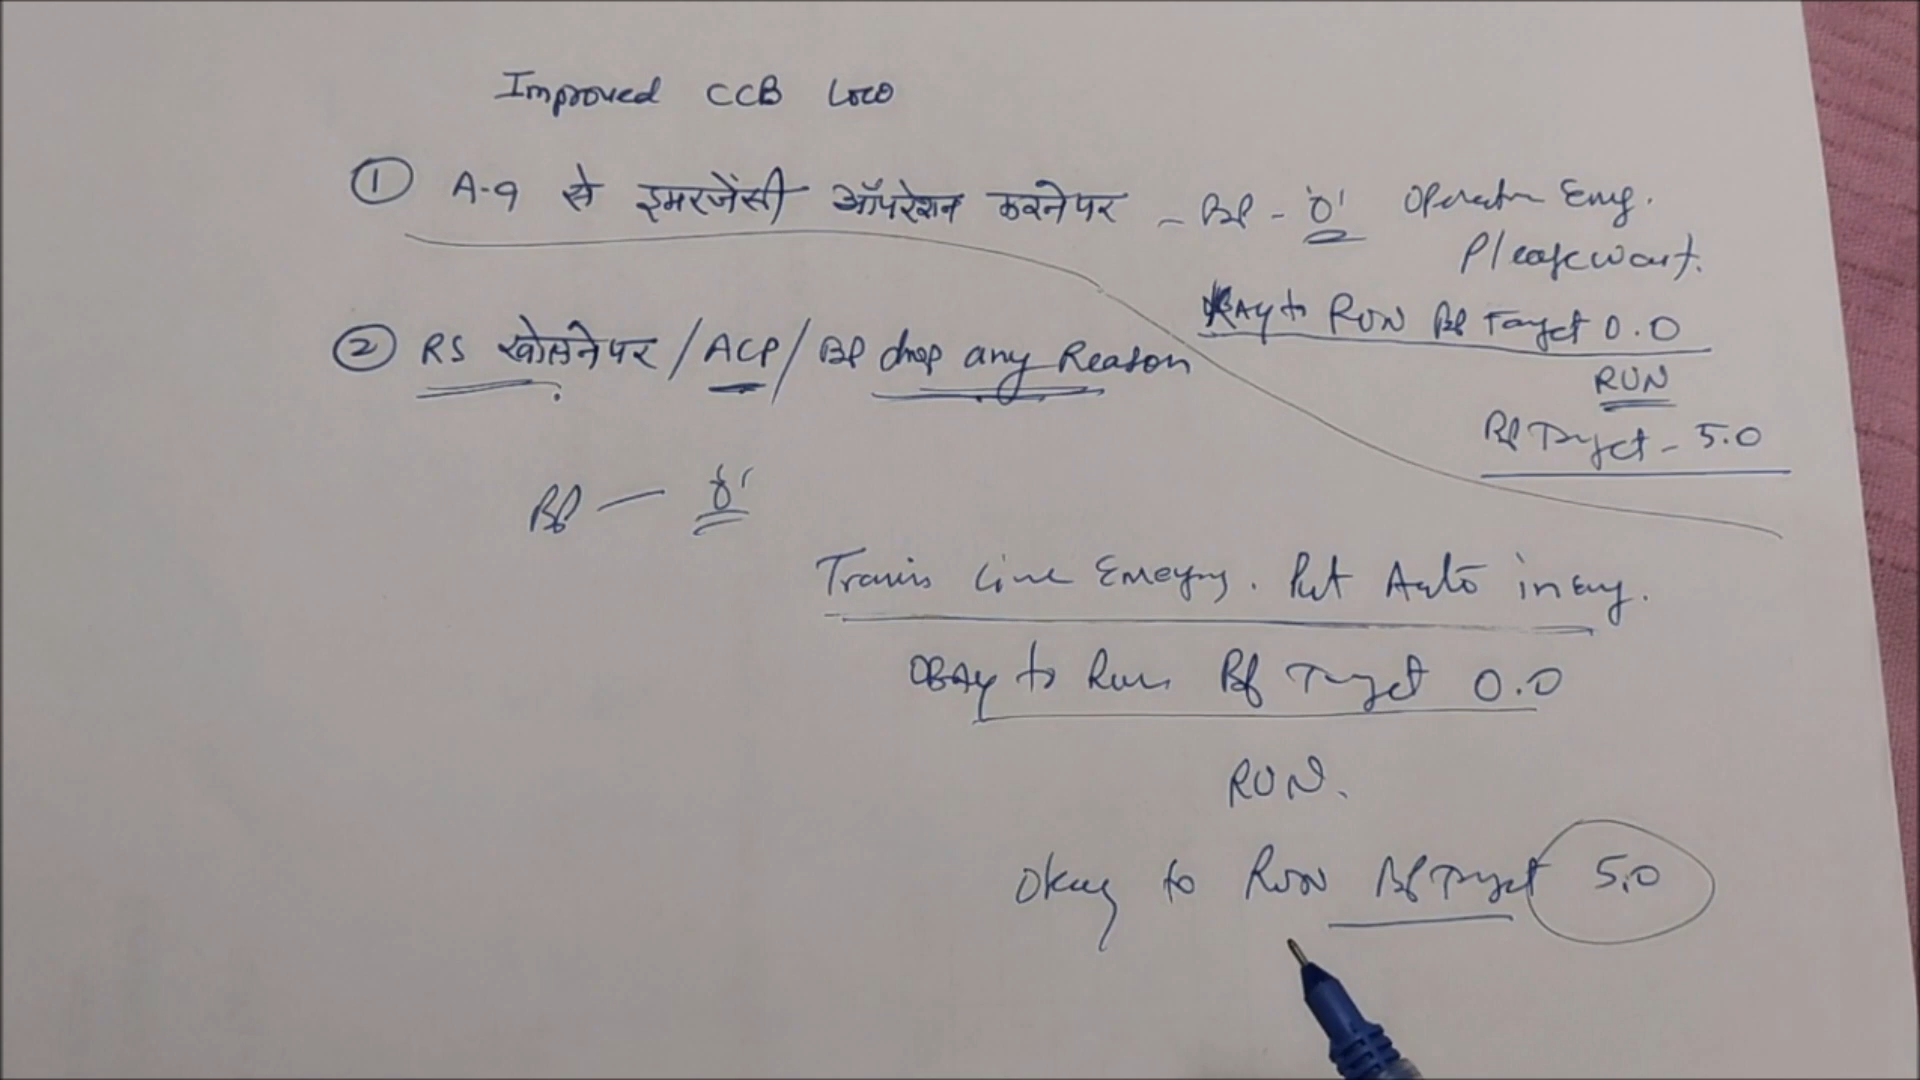 Improved CCB Loco
① A-9 से इमरजेंसी ऑपरेशन करनेपर - BP - '0' Operator Emg.
Please wait.
OKAY to RUN BP Target 0.0
RUN
BP Target - 5.0
② RS खोलनेपर / ACP / BP drop any Reason
BP - '0'
Train Line Emergency. Put Auto in emg.
OKAy to Run BP Target 0.0
RUN.
Okay to Run BP Target 5.0